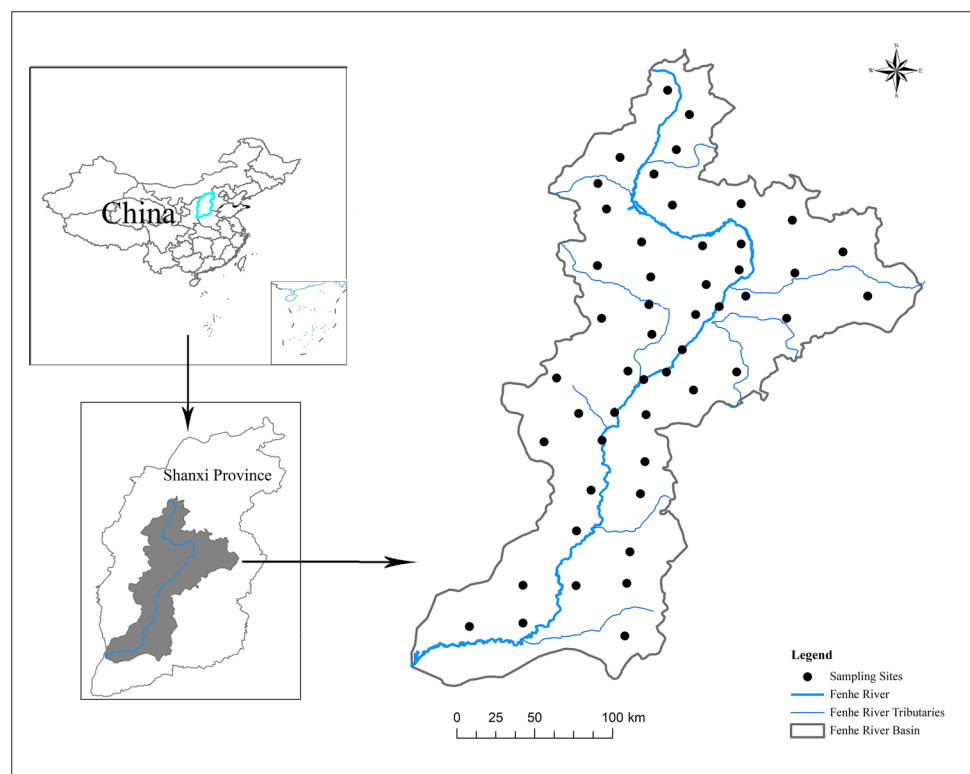 N
W E
S
China
Shanxi Province
Legend
Sampling Sites
Fenhe River
Fenhe River Tributaries
Fenhe River Basin
0 25 50 100 km